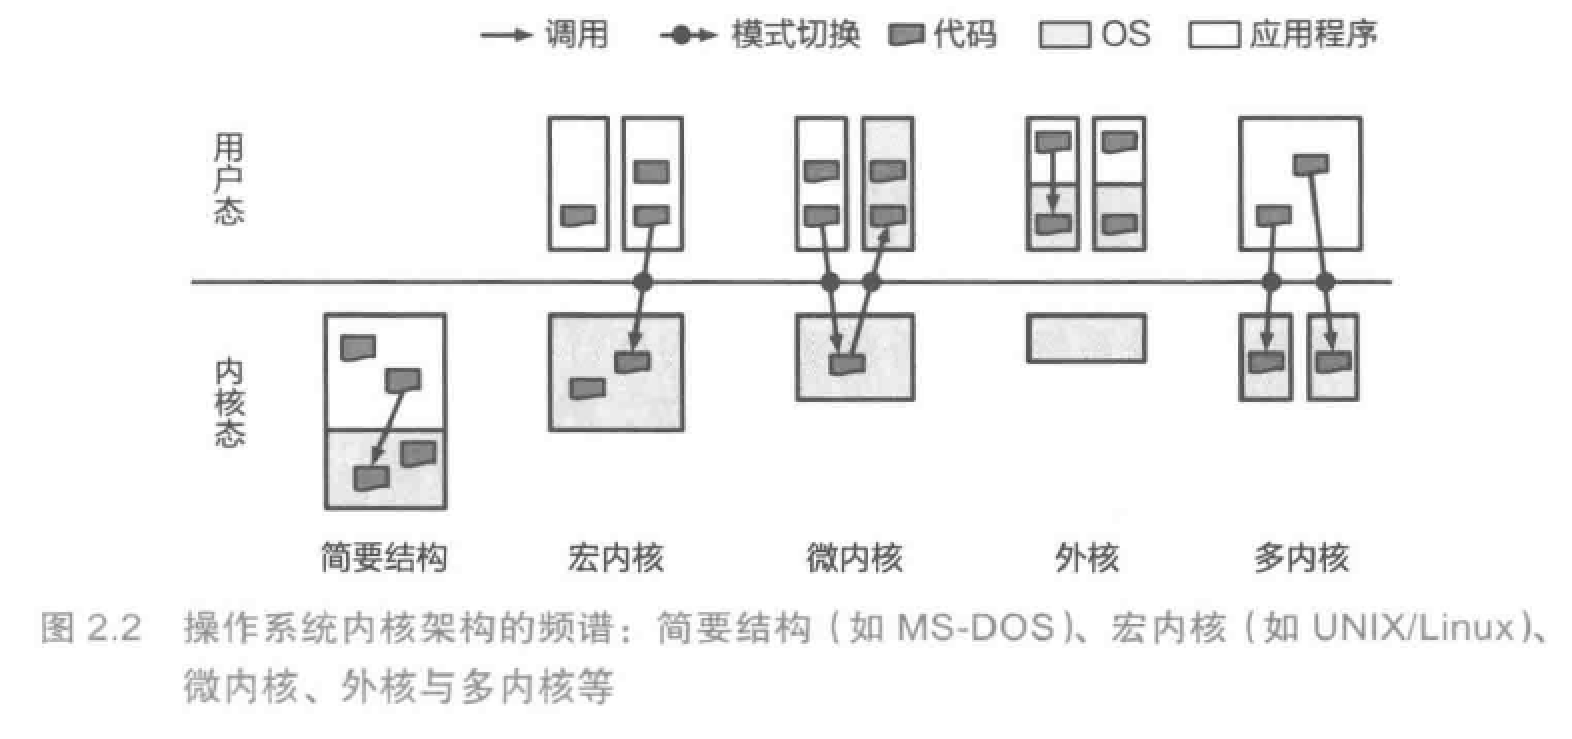 调用 模式切换 代码 OS 应用程序
用户态
内核态
简要结构 宏内核 微内核 外核 多内核
图 2.2 操作系统内核架构的频谱：简要结构（如 MS-DOS）、宏内核（如 UNIX/Linux）、
微内核、外核与多内核等